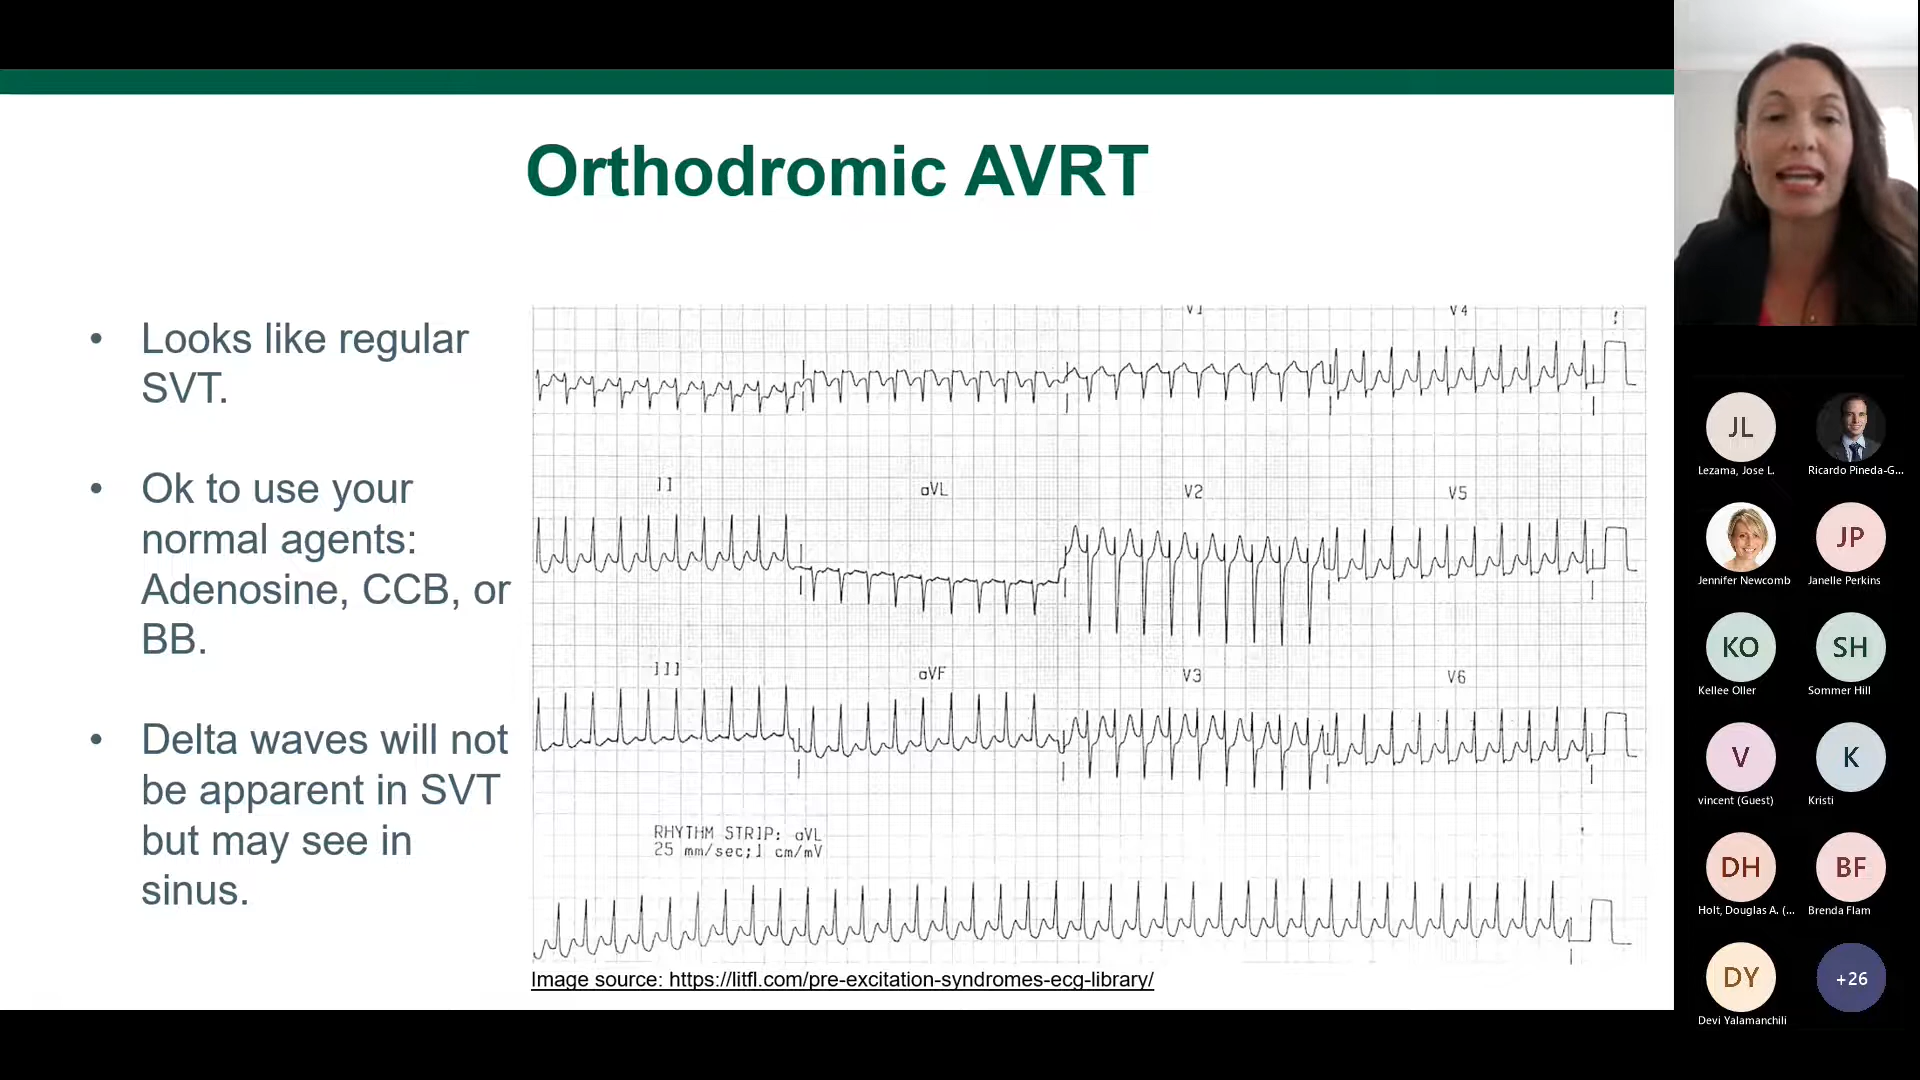 Orthodromic AVRT
• Looks like regular
SVT.
• Ok to use your
normal agents:
Adenosine, CCB, or
BB.
• Delta waves will not
be apparent in SVT
but may see in
sinus.
V1
V4
II
aVL
V2
V5
III
aVF
V3
V6
RHYTHM STRIP: aVL
25 mm/sec;1 cm/mV
Image source: https://litfl.com/pre-excitation-syndromes-ecg-library/
JL
Lezama, Jose L.
Ricardo Pineda-G...
Jennifer Newcomb
JP
Janelle Perkins
KO
Kellee Oller
SH
Sommer Hill
V
vincent (Guest)
K
Kristi
DH
Holt, Douglas A. (...
BF
Brenda Flam
DY
Devi Yalamanchili
+26